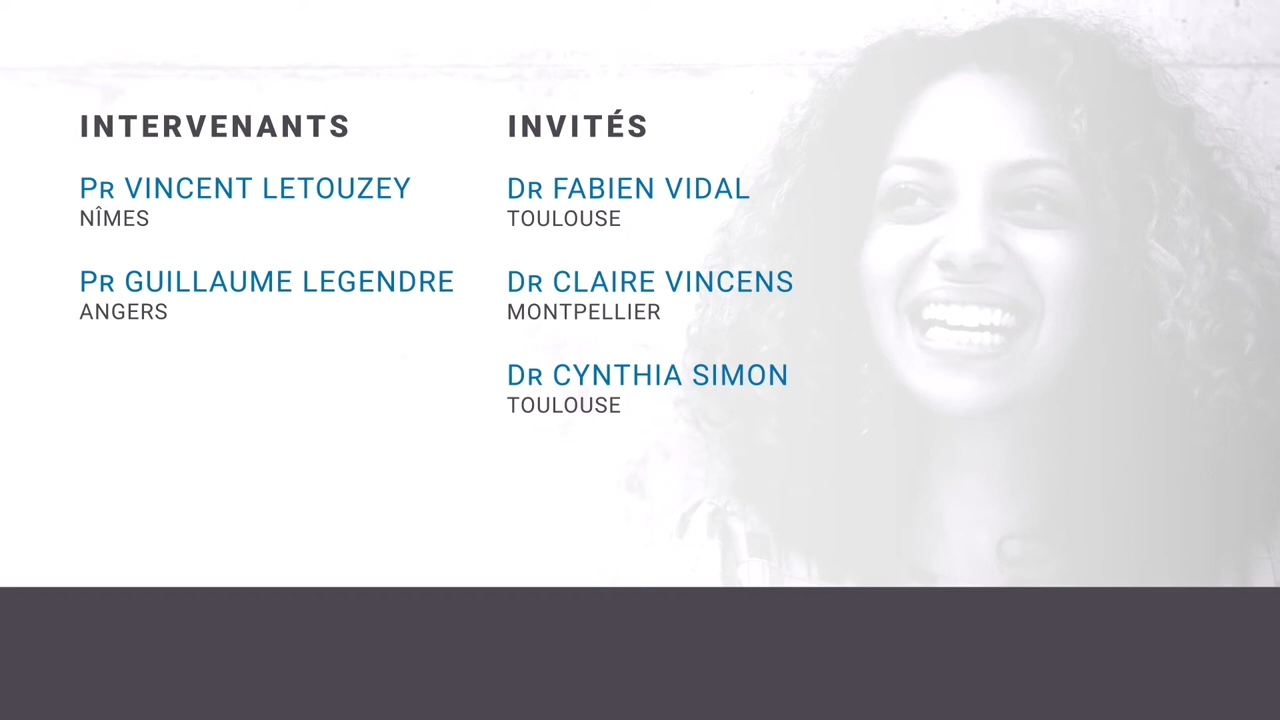 INTERVENANTS
Pr VINCENT LETOUZEY
NÎMES
Pr GUILLAUME LEGENDRE
ANGERS
INVITÉS
Dr FABIEN VIDAL
TOULOUSE
Dr CLAIRE VINCENS
MONTPELLIER
Dr CYNTHIA SIMON
TOULOUSE